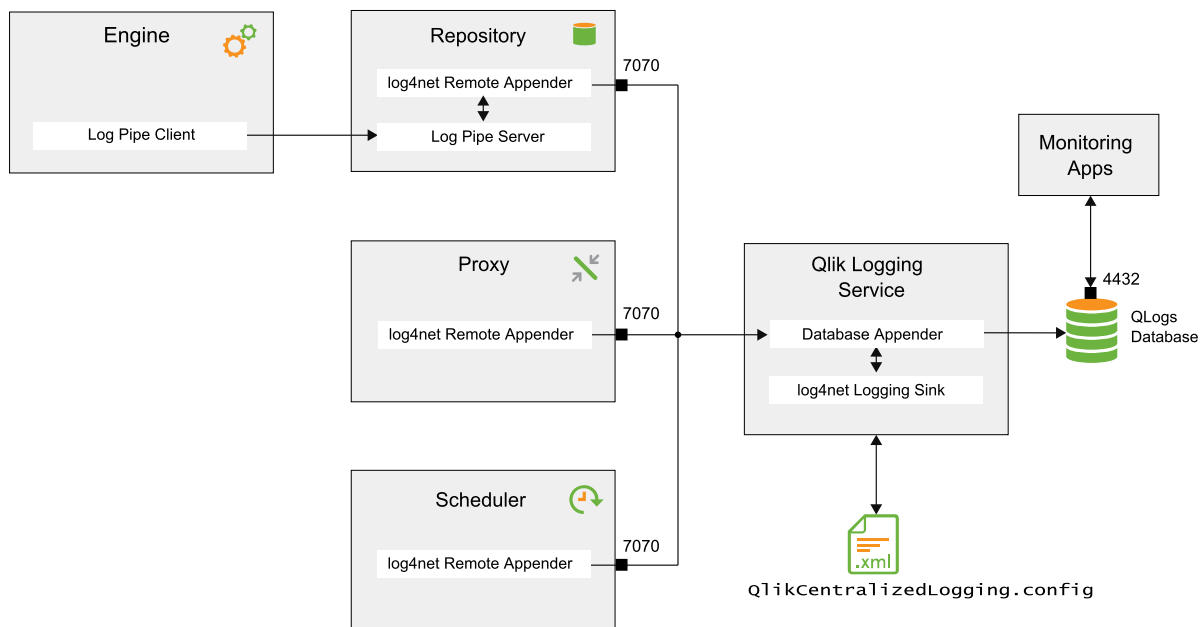 Engine
Log Pipe Client
Repository
log4net Remote Appender
Log Pipe Server
7070
Proxy
log4net Remote Appender
7070
Scheduler
log4net Remote Appender
7070
Qlik Logging
Service
Database Appender
log4net Logging Sink
.xml
QlikCentralizedLogging.config
Monitoring
Apps
4432
QLogs
Database